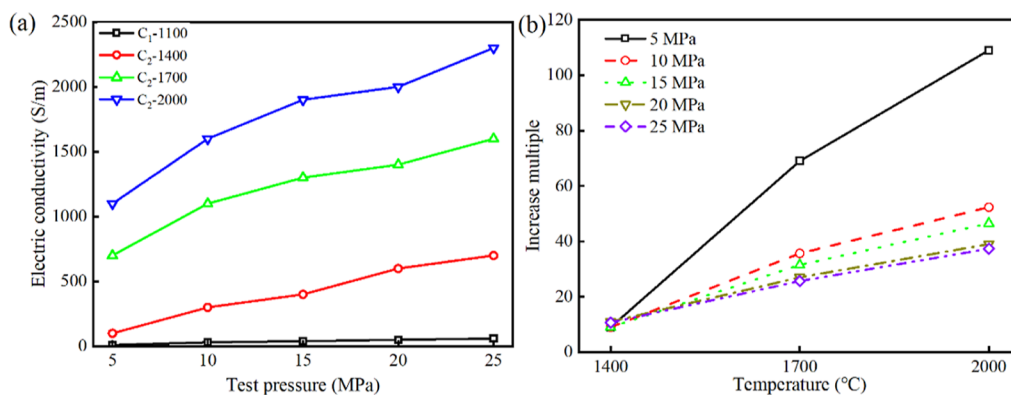 (a)
C1-1100
C2-1400
C2-1700
C2-2000
2500
2000
1500
1000
500
0
5
10
15
20
25
Electric conductivity (S/m)
Test pressure (MPa)
(b)
5 MPa
10 MPa
15 MPa
20 MPa
25 MPa
120
100
80
60
40
20
0
1400
1700
2000
Increase multiple
Temperature (℃)